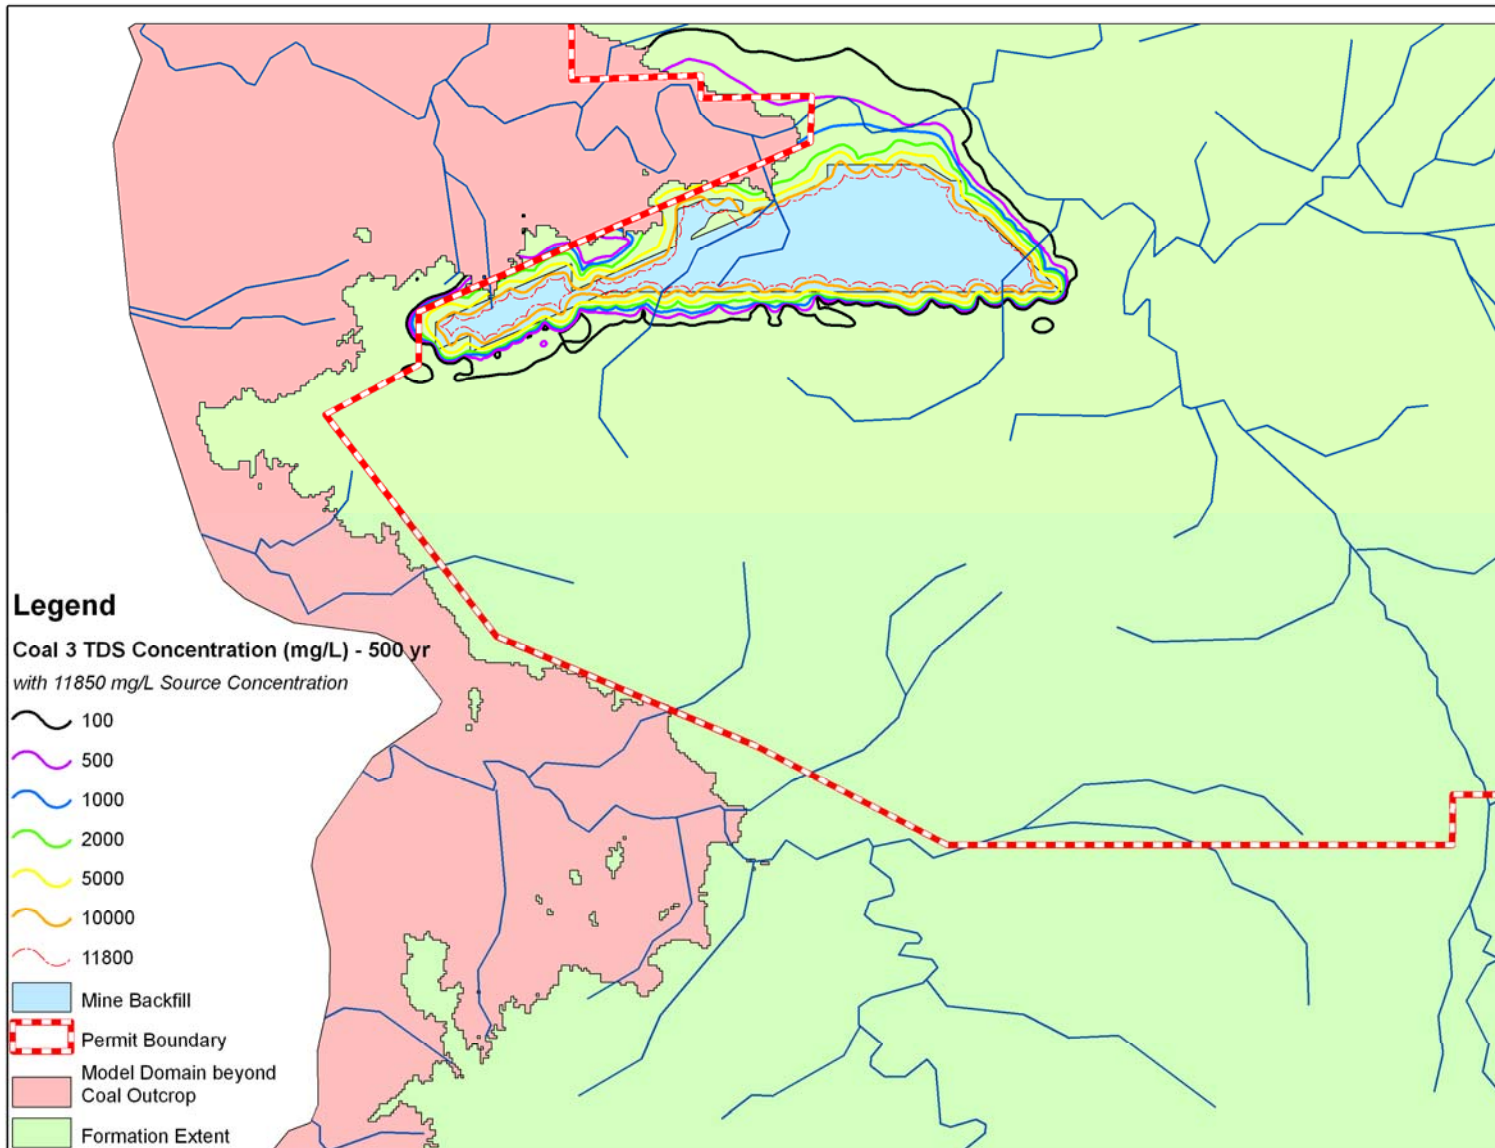 Legend
Coal 3 TDS Concentration (mg/L) - 500 yr
with 11850 mg/L Source Concentration
100
500
1000
2000
5000
10000
11800
Mine Backfill
Permit Boundary
Model Domain beyond
Coal Outcrop
Formation Extent